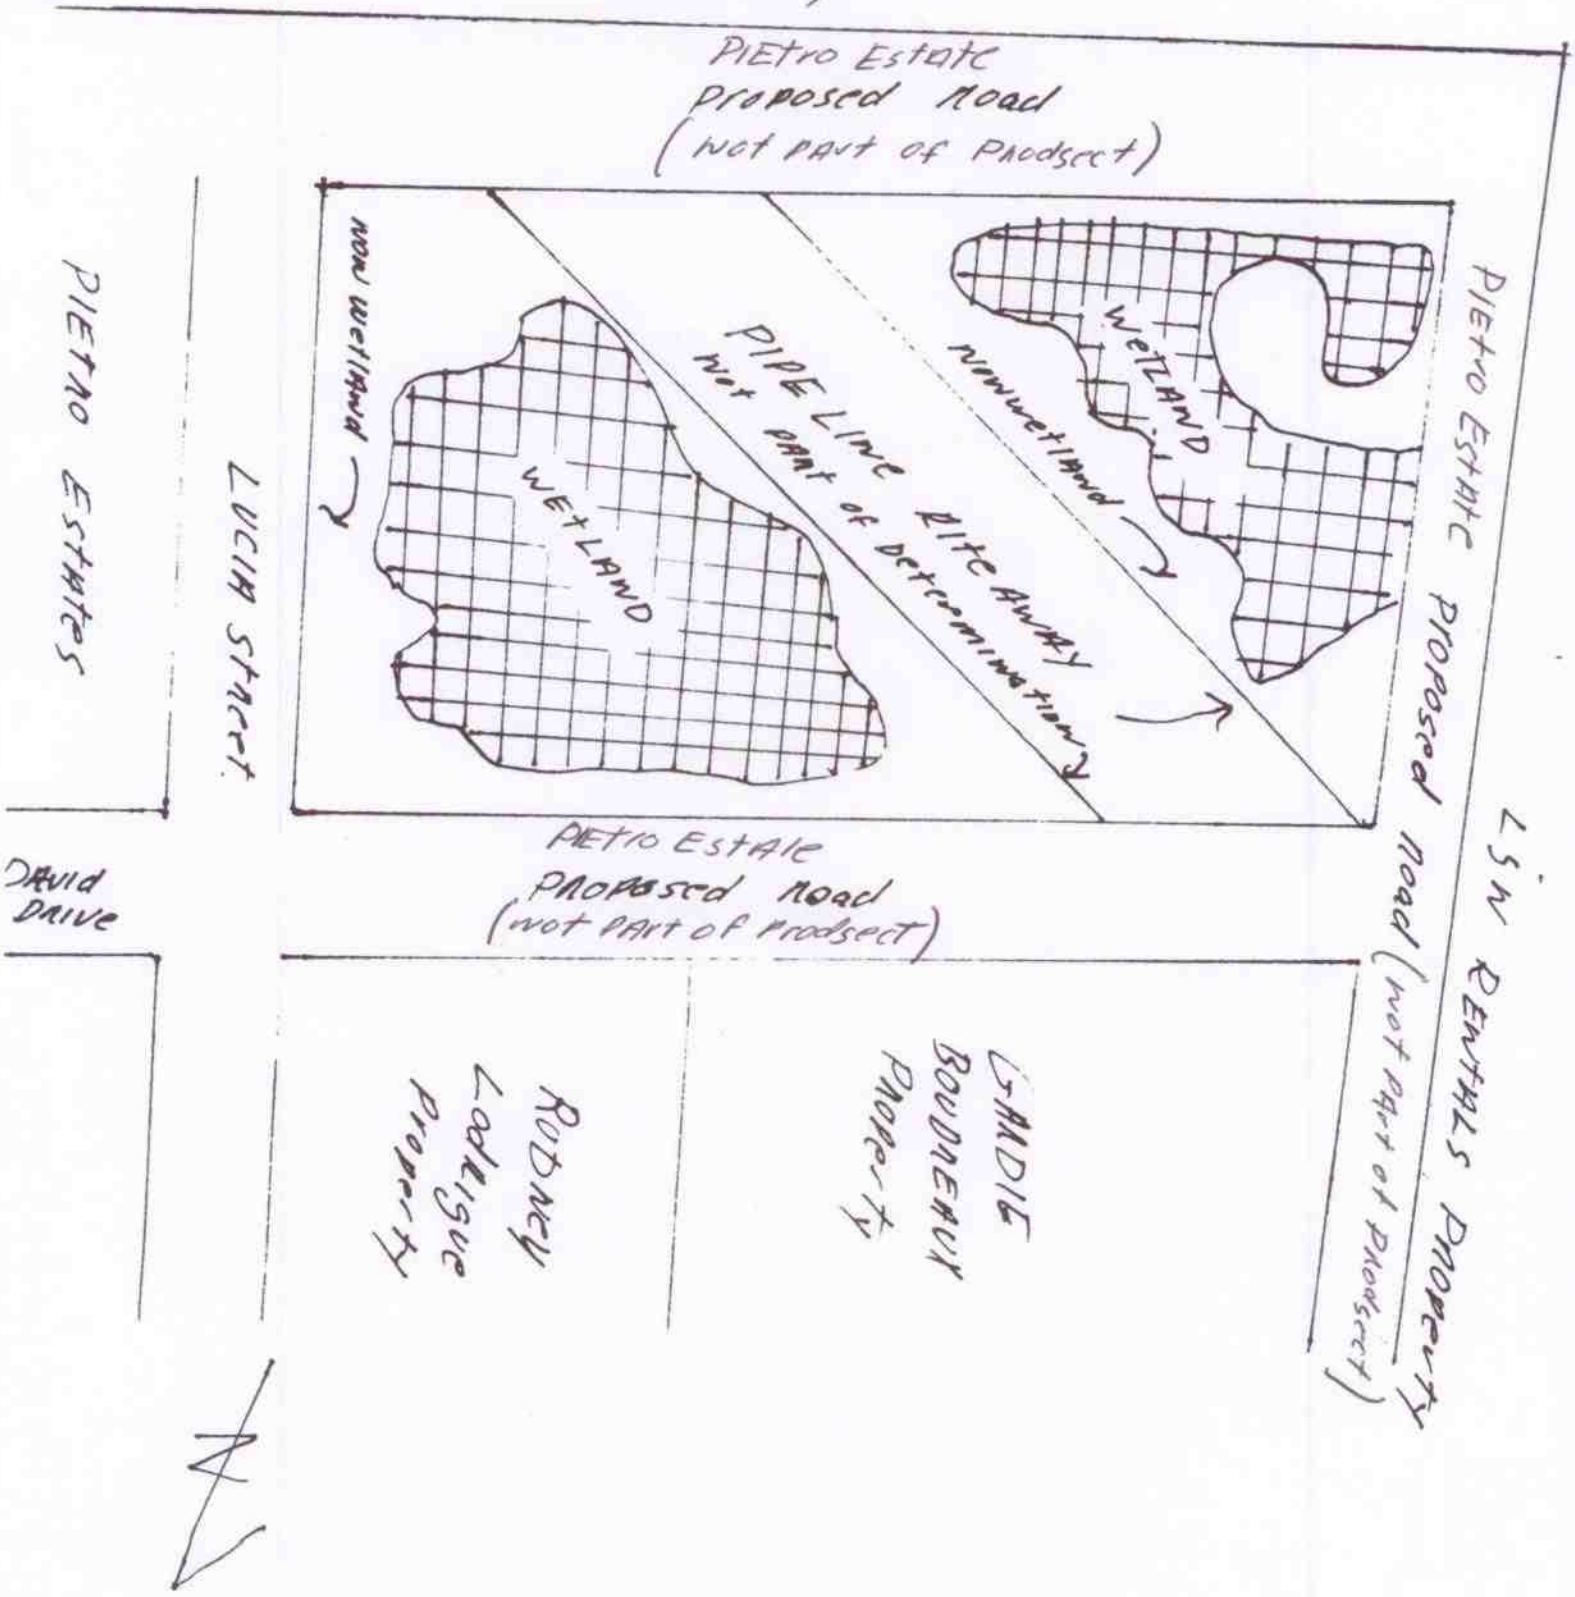 PIEtro EstAtE
proposed road
(not part of Prodsect)
NON WEtlAND
WEtLAND
PIPE LINE RITE AWAY
Not PArt of Determination
NONWetlAnd
WEtLAND
PIEtrO EstAtes
LUCIA Street.
PIEtro EstAtE proposed road (not PArt of Prodsect)
L&W RENtALS Property
DAVID
DRIVE
PIEtro EstAte
proposed road
(not PArt of Prodsect)
RODNEY
LodRigue
Property
BOUDREAUX
Property
N